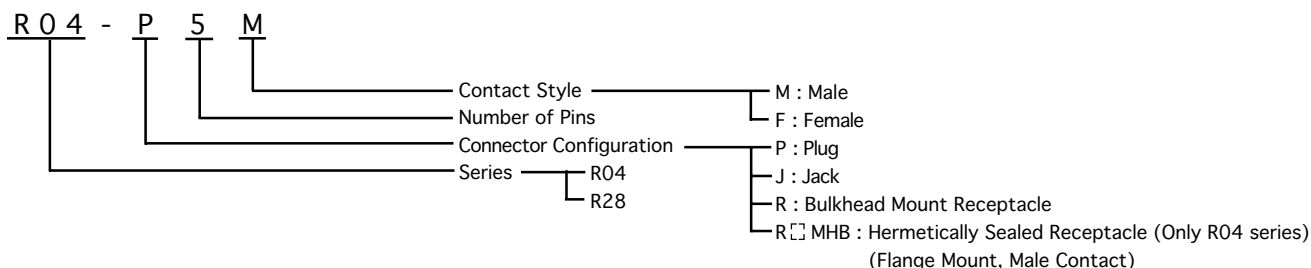 R04-P5M
Contact Style
M : Male
F : Female
Number of Pins
Connector Configuration
P : Plug
J : Jack
R : Bulkhead Mount Receptacle
R⬚MHB : Hermetically Sealed Receptacle (Only R04 series)
(Flange Mount, Male Contact)
Series
R04
R28